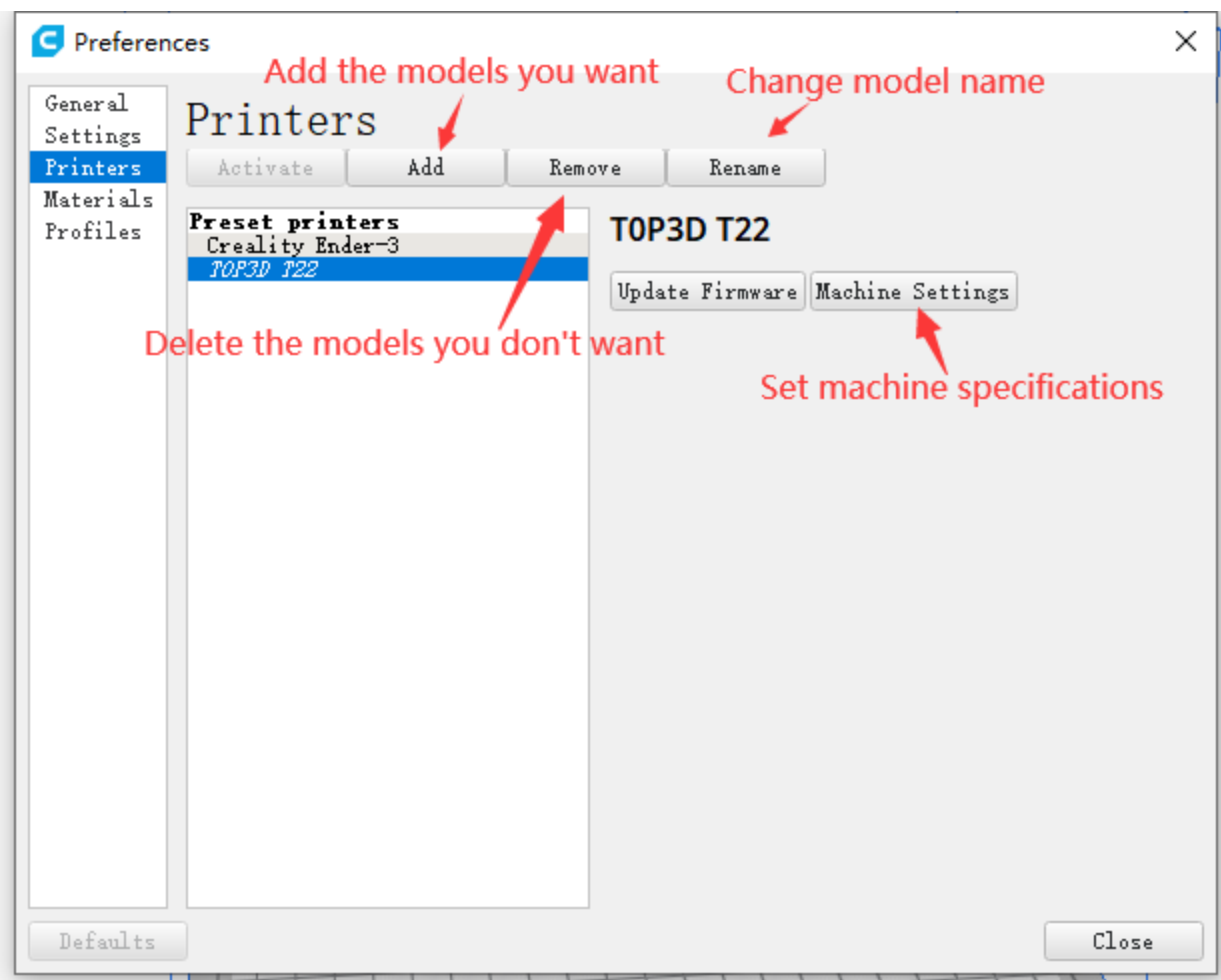 Preferences
Add the models you want
Change model name
General
Settings
Printers
Materials
Profiles
Printers
Activate
Add
Remove
Rename
Preset printers
Creality Ender-3
TOP3D T22
T0P3D T22
Update Firmware
Machine Settings
Delete the models you don't want
Set machine specifications
Defaults
Close